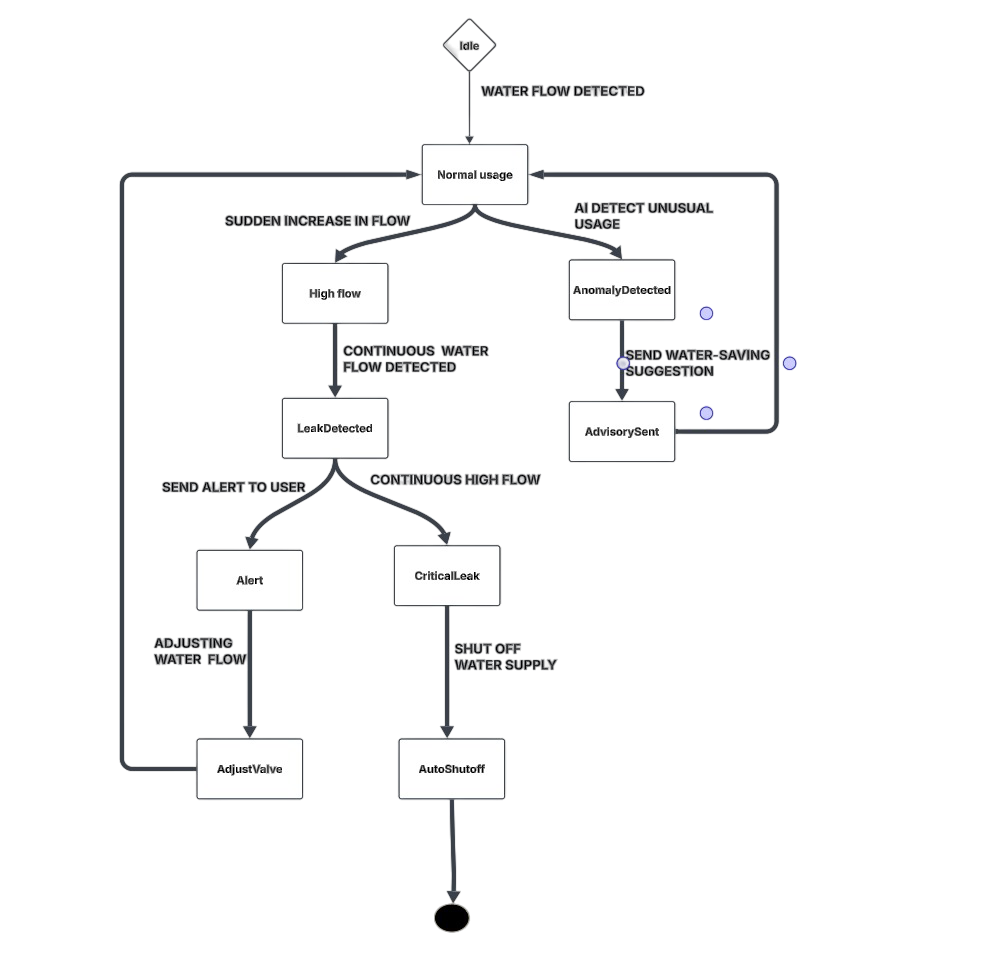 Idle
WATER FLOW DETECTED
Normal usage
SUDDEN INCREASE IN FLOW
AI DETECT UNUSUAL
USAGE
High flow
AnomalyDetected
CONTINUOUS WATER
FLOW DETECTED
SEND WATER-SAVING
SUGGESTION
LeakDetected
AdvisorySent
SEND ALERT TO USER
CONTINUOUS HIGH FLOW
Alert
CriticalLeak
ADJUSTING
WATER FLOW
SHUT OFF
WATER SUPPLY
AdjustValve
AutoShutoff